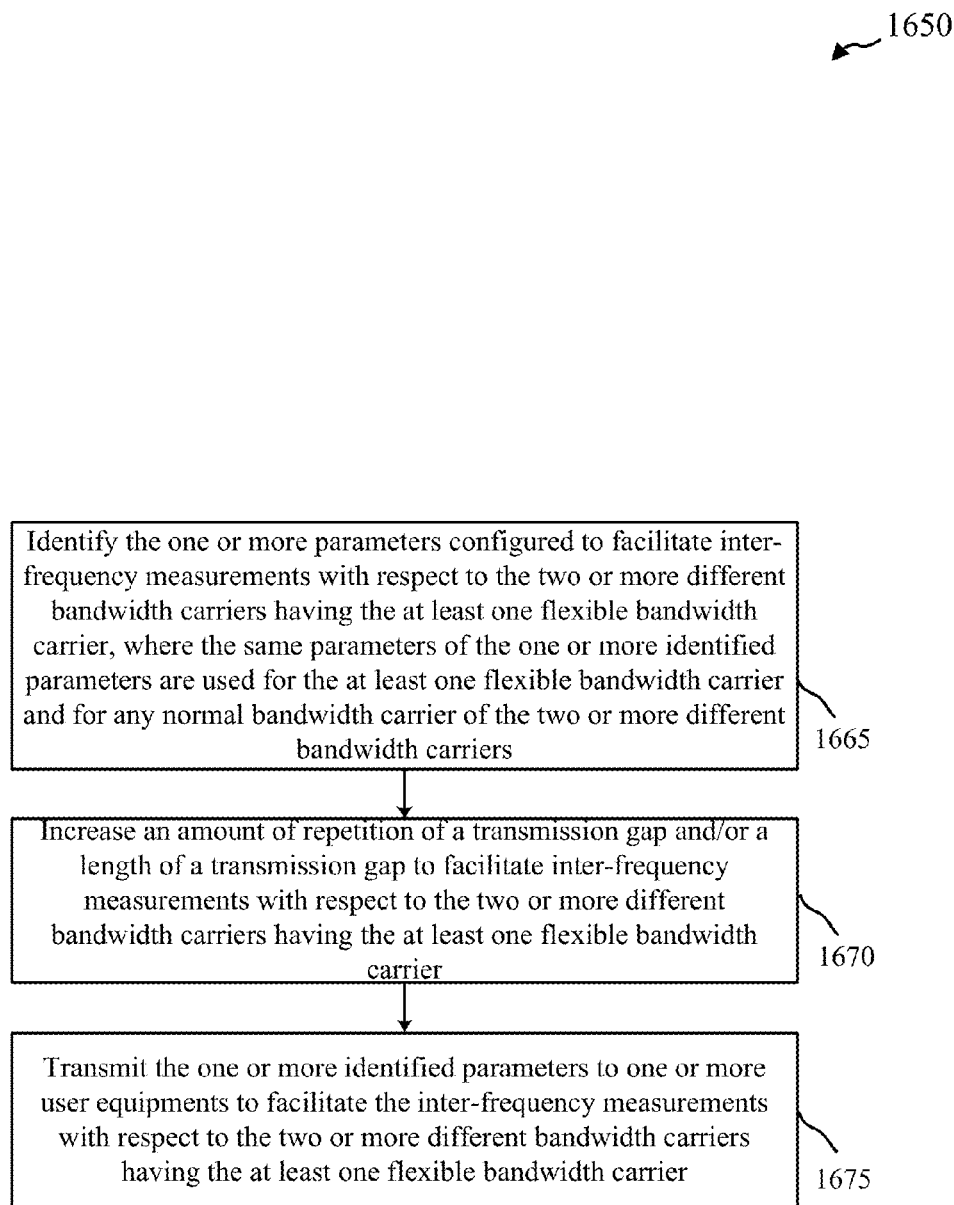 1650
Identify the one or more parameters configured to facilitate inter-
frequency measurements with respect to the two or more different
bandwidth carriers having the at least one flexible bandwidth
carrier, where the same parameters of the one or more identified
parameters are used for the at least one flexible bandwidth carrier
and for any normal bandwidth carrier of the two or more different
bandwidth carriers
1665
Increase an amount of repetition of a transmission gap and/or a
length of a transmission gap to facilitate inter-frequency
measurements with respect to the two or more different
bandwidth carriers having the at least one flexible bandwidth
carrier
1670
Transmit the one or more identified parameters to one or more
user equipments to facilitate the inter-frequency measurements
with respect to the two or more different bandwidth carriers
having the at least one flexible bandwidth carrier
1675